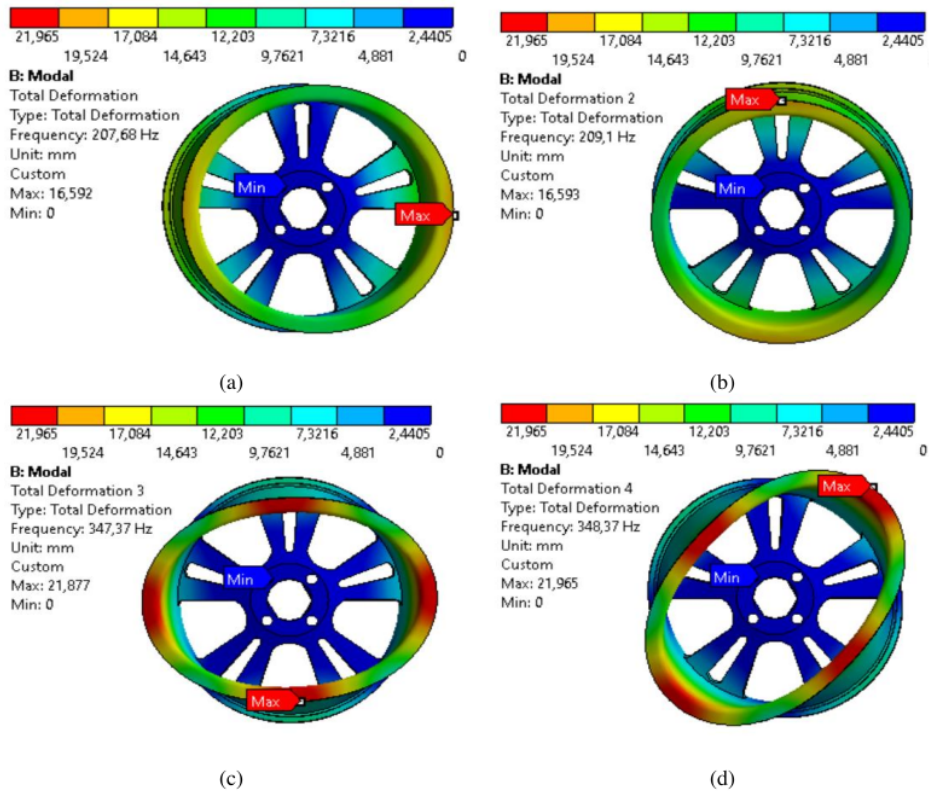 21,965 17,084 12,203 7,3216 2,4405
19,524 14,643 9,7621 4,881 0
B: Modal
Total Deformation
Type: Total Deformation
Frequency: 207,68 Hz
Unit: mm
Custom
Max: 16,592
Min: 0
Min
Max
(a)
21,965 17,084 12,203 7,3216 2,4405
19,524 14,643 9,7621 4,881
B: Modal
Total Deformation 2
Type: Total Deformation
Frequency: 209,1 Hz
Unit: mm
Custom
Max: 16,593
Min: 0
Max
Min
(b)
21,965 17,084 12,203 7,3216 2,4405
19,524 14,643 9,7621 4,881 0
B: Modal
Total Deformation 3
Type: Total Deformation
Frequency: 347,37 Hz
Unit: mm
Custom
Max: 21,877
Min: 0
Min
Max
(c)
21,965 17,084 12,203 7,3216 2,4405
19,524 14,643 9,7621 4,881 0
B: Modal
Total Deformation 4
Type: Total Deformation
Frequency: 348,37 Hz
Unit: mm
Custom
Max: 21,965
Min: 0
Max
Min
(d)